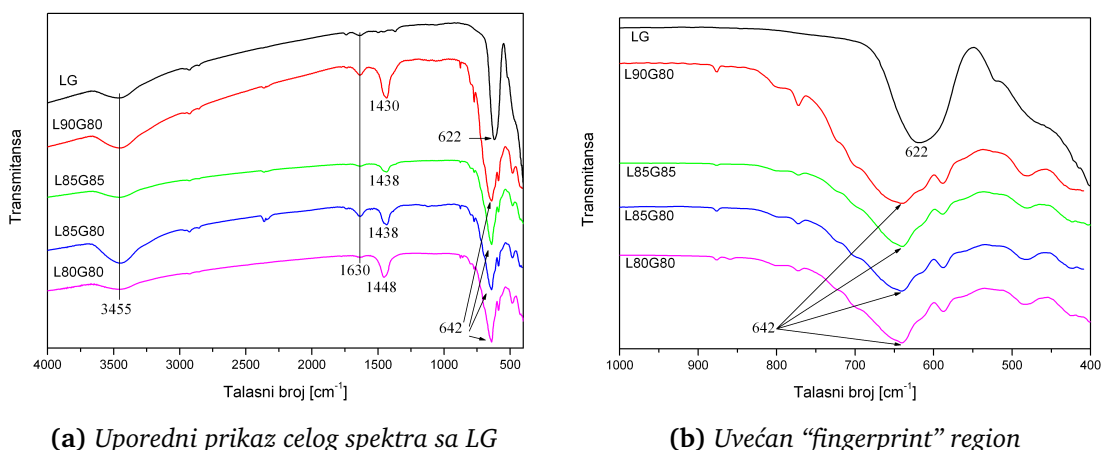 Transmitansa
LG
L90G80
L85G85
L85G80
L80G80
3455
1630
1430
1438
1438
1448
622
642
4000 3500 3000 2500 2000 1500 1000 500
Talasni broj [cm⁻¹]
(a) Uporedni prikaz celog spektra sa LG
Transmitansa
LG
L90G80
L85G85
L85G80
L80G80
622
642
1000 900 800 700 600 500 400
Talasni broj [cm⁻¹]
(b) Uvećan “fingerprint” region